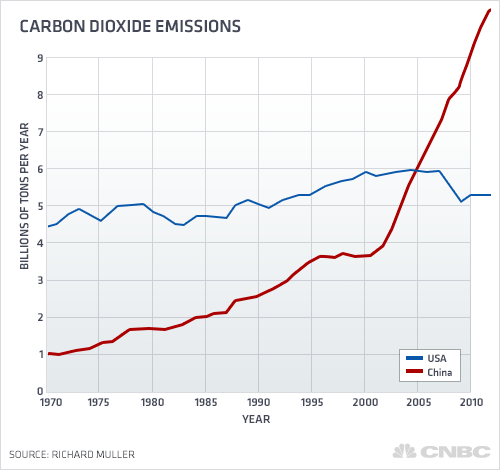 CARBON DIOXIDE EMISSIONS
BILLIONS OF TONS PER YEAR
9
8
7
6
5
4
3
2
1
0
1970 1975 1980 1985 1990 1995 2000 2005 2010
YEAR
USA
China
SOURCE: RICHARD MULLER
CNBC